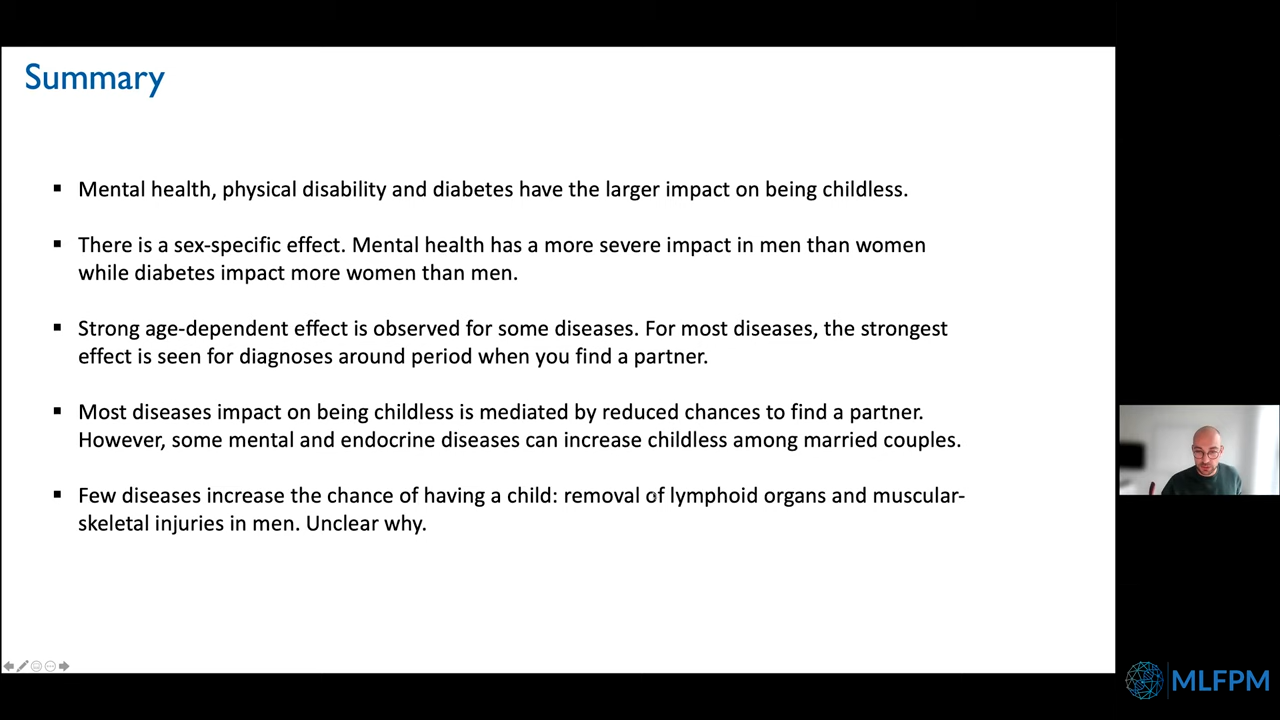 Summary
▪ Mental health, physical disability and diabetes have the larger impact on being childless.
▪ There is a sex-specific effect. Mental health has a more severe impact in men than women
while diabetes impact more women than men.
▪ Strong age-dependent effect is observed for some diseases. For most diseases, the strongest
effect is seen for diagnoses around period when you find a partner.
▪ Most diseases impact on being childless is mediated by reduced chances to find a partner.
However, some mental and endocrine diseases can increase childless among married couples.
▪ Few diseases increase the chance of having a child: removal of lymphoid organs and muscular-
skeletal injuries in men. Unclear why.
MLFPM